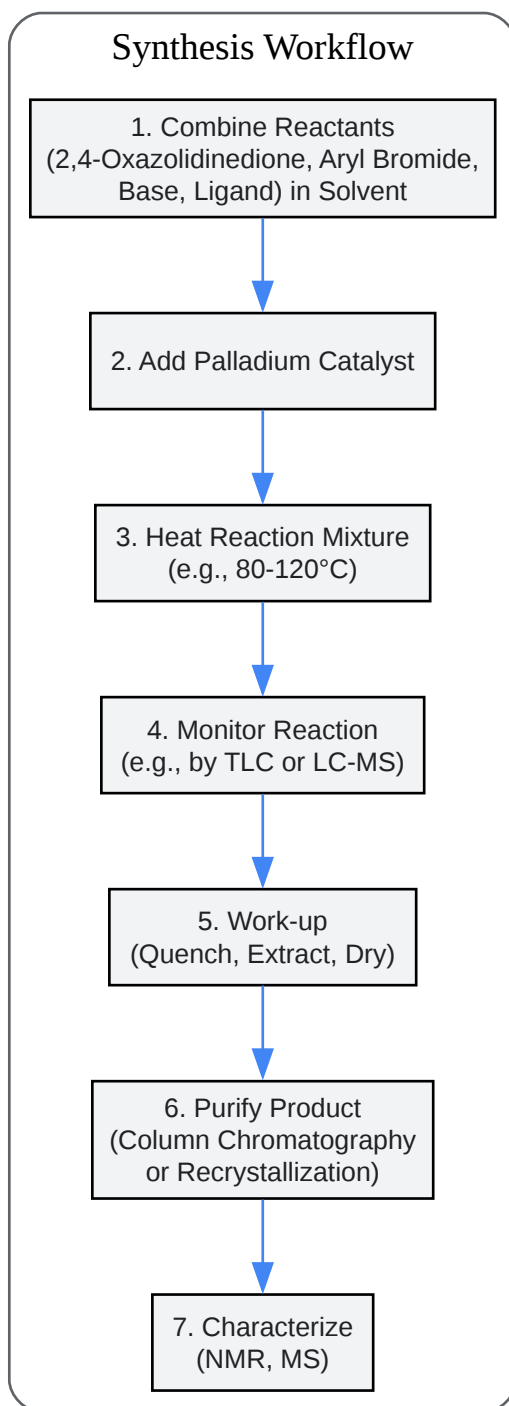 Synthesis Workflow
1. Combine Reactants
(2,4-Oxazolidinedione, Aryl Bromide,
Base, Ligand) in Solvent
2. Add Palladium Catalyst
3. Heat Reaction Mixture
(e.g., 80-120°C)
4. Monitor Reaction
(e.g., by TLC or LC-MS)
5. Work-up
(Quench, Extract, Dry)
6. Purify Product
(Column Chromatography
or Recrystallization)
7. Characterize
(NMR, MS)